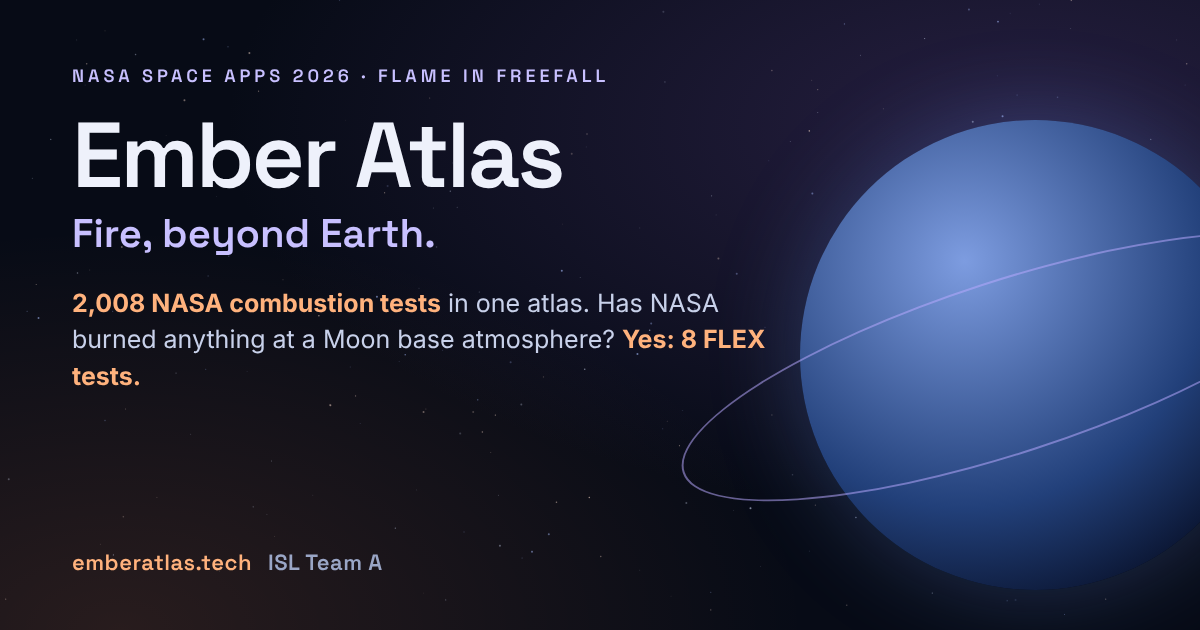 NASA SPACE APPS 2026 · FLAME IN FREEFALL
Ember Atlas
Fire, beyond Earth.
2,008 NASA combustion tests in one atlas. Has NASA
burned anything at a Moon base atmosphere? Yes: 8 FLEX
tests.
emberatlas.tech ISL Team A